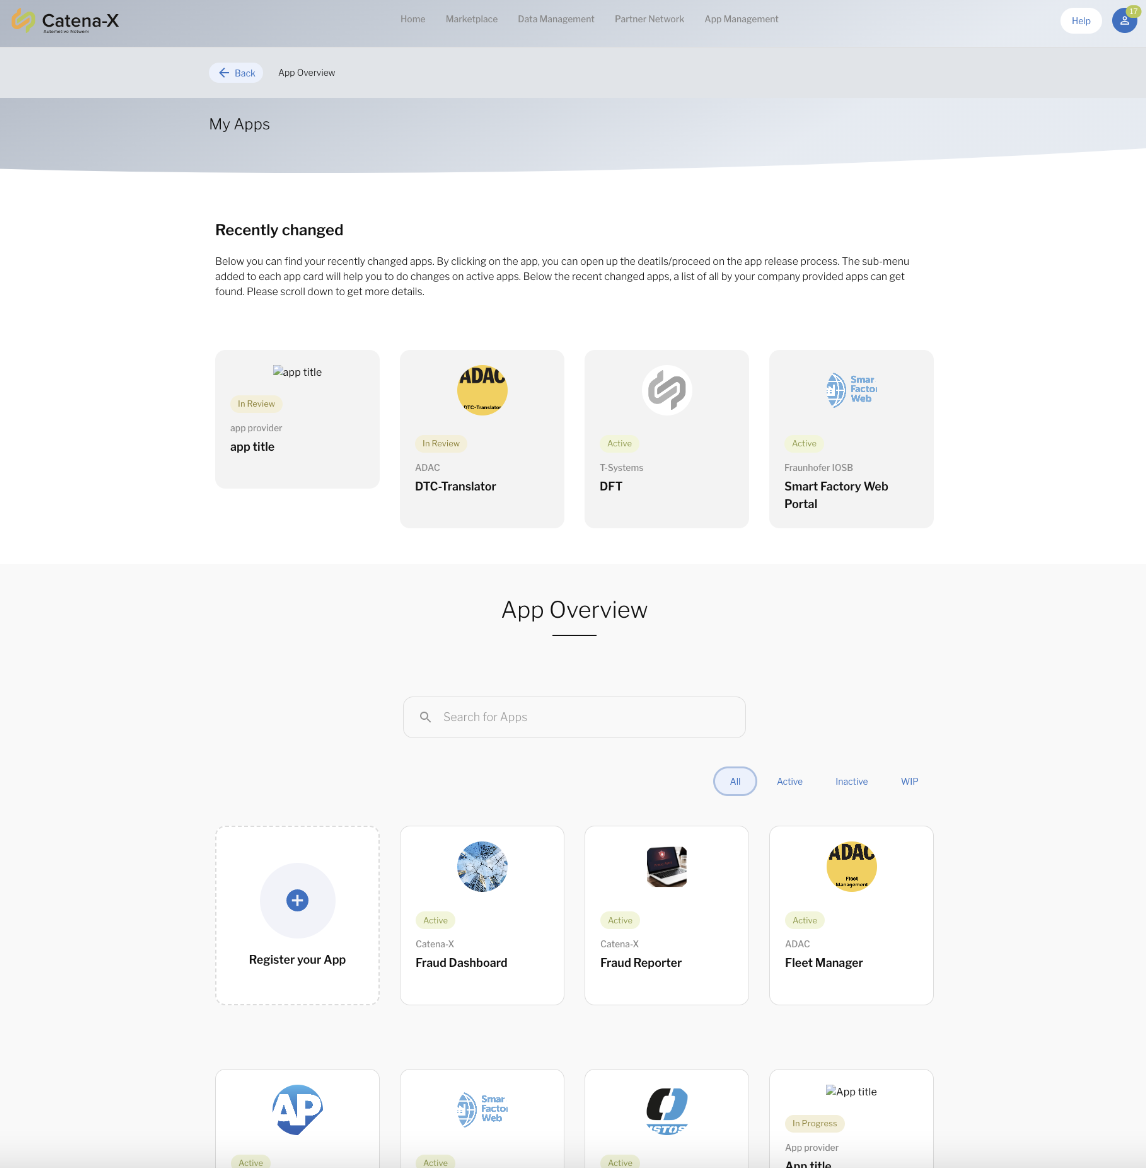 Catena-X
Automotive Network
Home Marketplace Data Management Partner Network App Management
Help
17
Back
App Overview
My Apps
Recently changed
Below you can find your recently changed apps. By clicking on the app, you can open up the deatils/proceed on the app release process. The sub-menu
added to each app card will help you to do changes on active apps. Below the recent changed apps, a list of all by your company provided apps can get
found. Please scroll down to get more details.
app title
In Review
app provider
app title
ADAC
DTC-Translator
In Review
ADAC
DTC-Translator
Active
T-Systems
DFT
Smar
Factor
Web
Active
Fraunhofer IOSB
Smart Factory Web
Portal
App Overview
Search for Apps
All Active Inactive WIP
Register your App
Active
Catena-X
Fraud Dashboard
Active
Catena-X
Fraud Reporter
ADAC
Fleet
Management
Active
ADAC
Fleet Manager
AP
Active
Smar
Factor
Web
Active
Active
App title
In Progress
App provider
App title